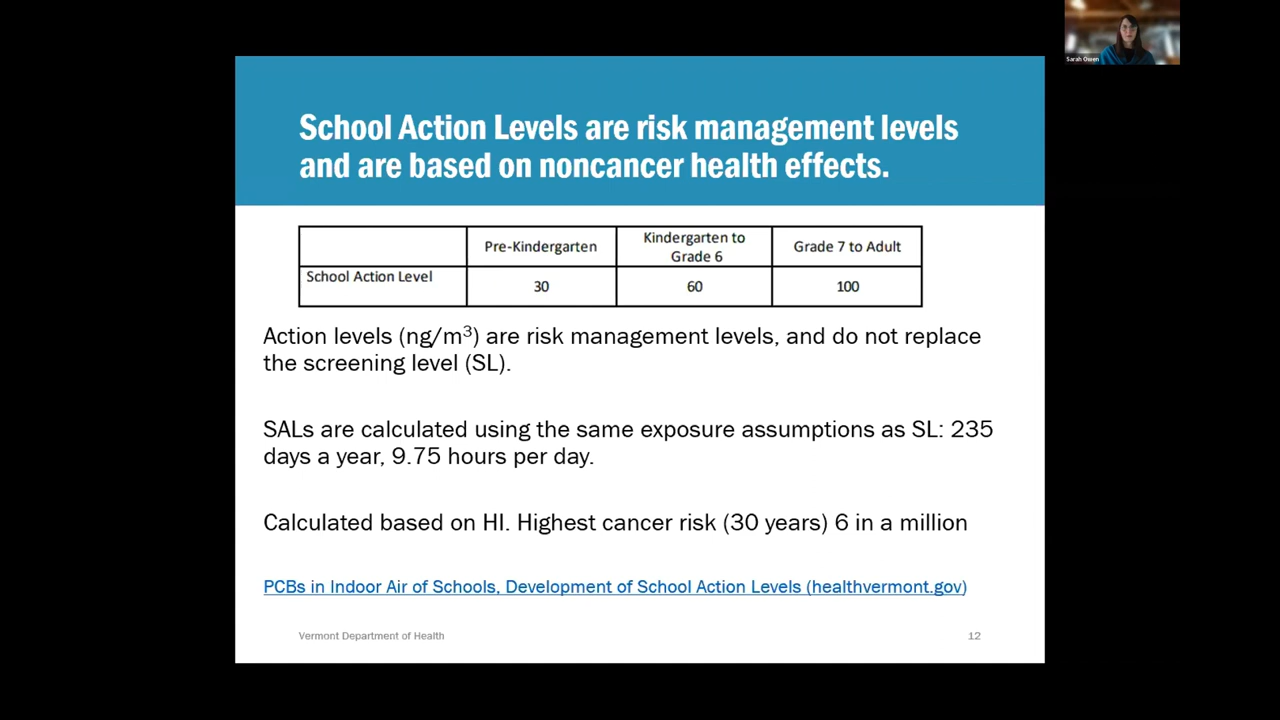 Sarah Owen
School Action Levels are risk management levels
and are based on noncancer health effects.
Pre-Kindergarten
Kindergarten to
Grade 6
Grade 7 to Adult
School Action Level
30
60
100
Action levels (ng/m³) are risk management levels, and do not replace
the screening level (SL).
SALs are calculated using the same exposure assumptions as SL: 235
days a year, 9.75 hours per day.
Calculated based on HI. Highest cancer risk (30 years) 6 in a million
PCBs in Indoor Air of Schools, Development of School Action Levels (healthvermont.gov)
Vermont Department of Health
12